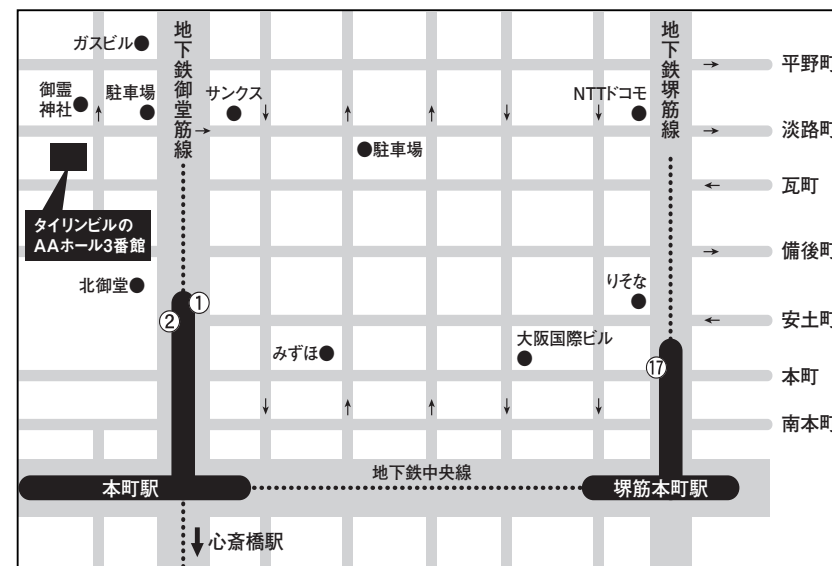 ガスビル
地下鉄御堂筋線
地下鉄堺筋線
平野町
御霊
神社
駐車場
サンクス
NTTドコモ
淡路町
駐車場
瓦町
タイリンビルの
AAホール3番館
備後町
北御堂
りそな
①
②
安土町
みずほ
大阪国際ビル
⑰
本町
南本町
地下鉄中央線
本町駅
堺筋本町駅
心斎橋駅